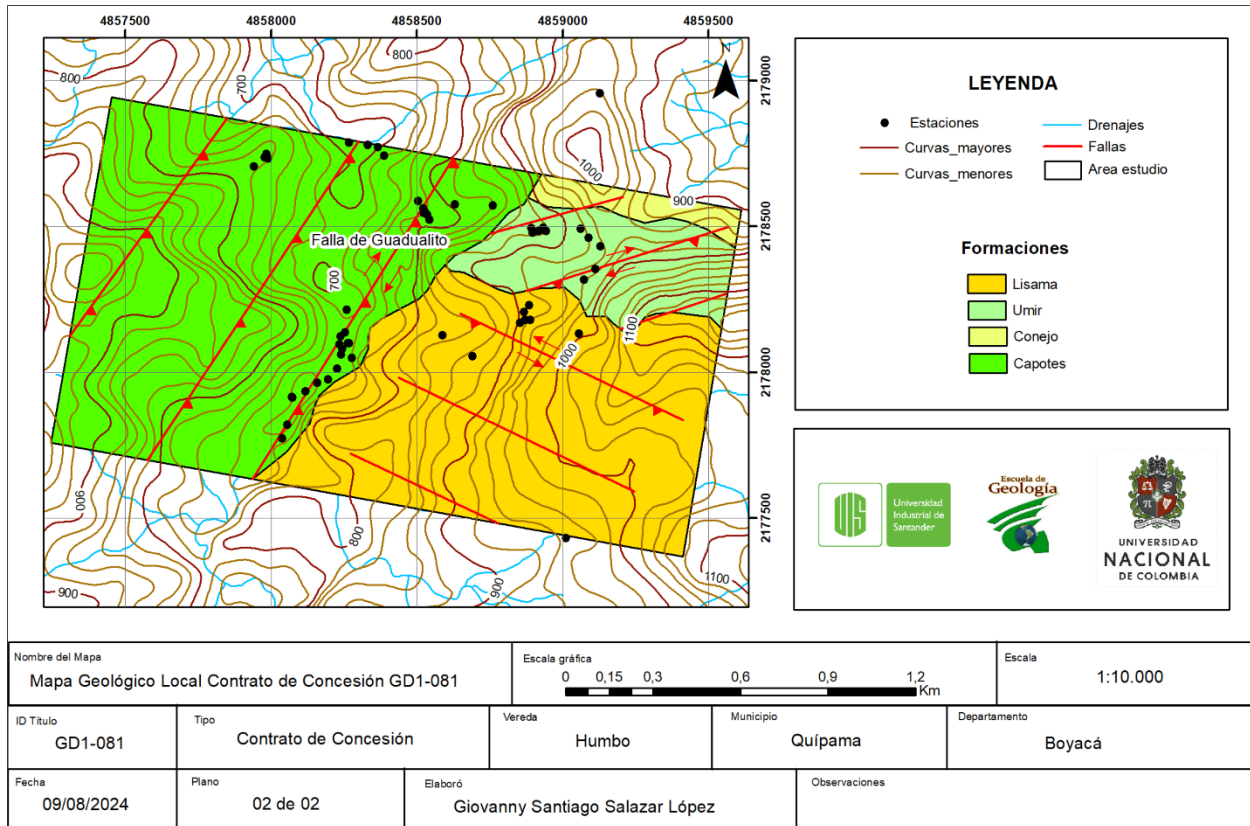 4857500 4858000 4858500 4859000 4859500
800
800
700
2179000
1000
900
2178500
Falla de Guadualito
700
1100
1000
2178000
900
800
2177500
900
900
1100
LEYENDA
Estaciones
Drenajes
Curvas_mayores
Fallas
Curvas_menores
Area estudio
Formaciones
Lisama
Umir
Conejo
Capotes
UIS
Universidad
Industrial de
Santander
Escuela de
Geología
UNIVERSIDAD
NACIONAL
DE COLOMBIA
Nombre del Mapa
Mapa Geológico Local Contrato de Concesión GD1-081
Escala gráfica
0 0,15 0,3 0,6 0,9 1,2
Km
Escala
1:10.000
ID Título
GD1-081
Tipo
Contrato de Concesión
Vereda
Humbo
Municipio
Quípama
Departamento
Boyacá
Fecha
09/08/2024
Plano
02 de 02
Elaboró
Giovanny Santiago Salazar López
Observaciones